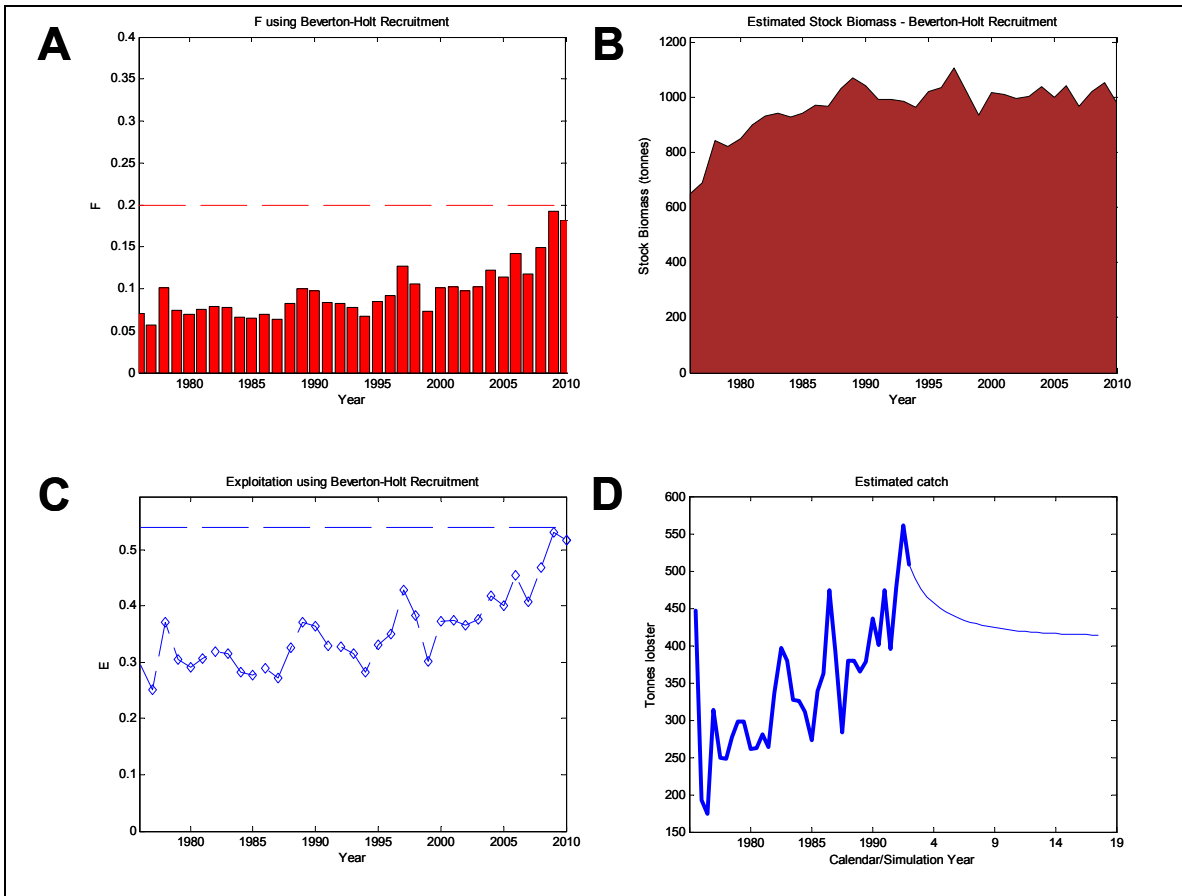 A
F using Beverton-Holt Recruitment
0.4
0.35
0.3
0.25
0.2
0.15
0.1
0.05
0
F
1980 1985 1990 1995 2000 2005 2010
Year
B
Estimated Stock Biomass - Beverton-Holt Recruitment
1200
1000
800
600
400
200
0
Stock Biomass (tonnes)
1980 1985 1990 1995 2000 2005 2010
Year
C
Exploitation using Beverton-Holt Recruitment
0.5
0.4
0.3
0.2
0.1
0
E
1980 1985 1990 1995 2000 2005 2010
Year
D
Estimated catch
600
550
500
450
400
350
300
250
200
150
Tonnes lobster
1980 1985 1990 4 9 14 19
Calendar/Simulation Year